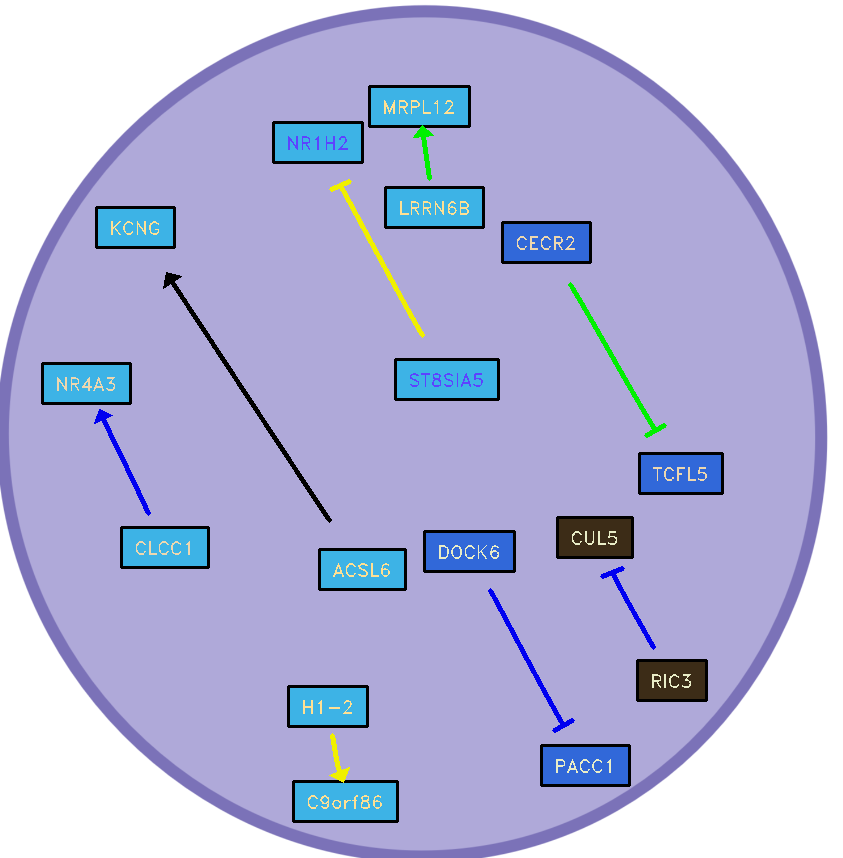 MRPL12
NR1H2
LRRN6B
KCNG
CECR2
ST8SIA5
NR4A3
TCFL5
CUL5
CLCC1
DOCK6
ACSL6
RIC3
H1-2
PACC1
C9orf86